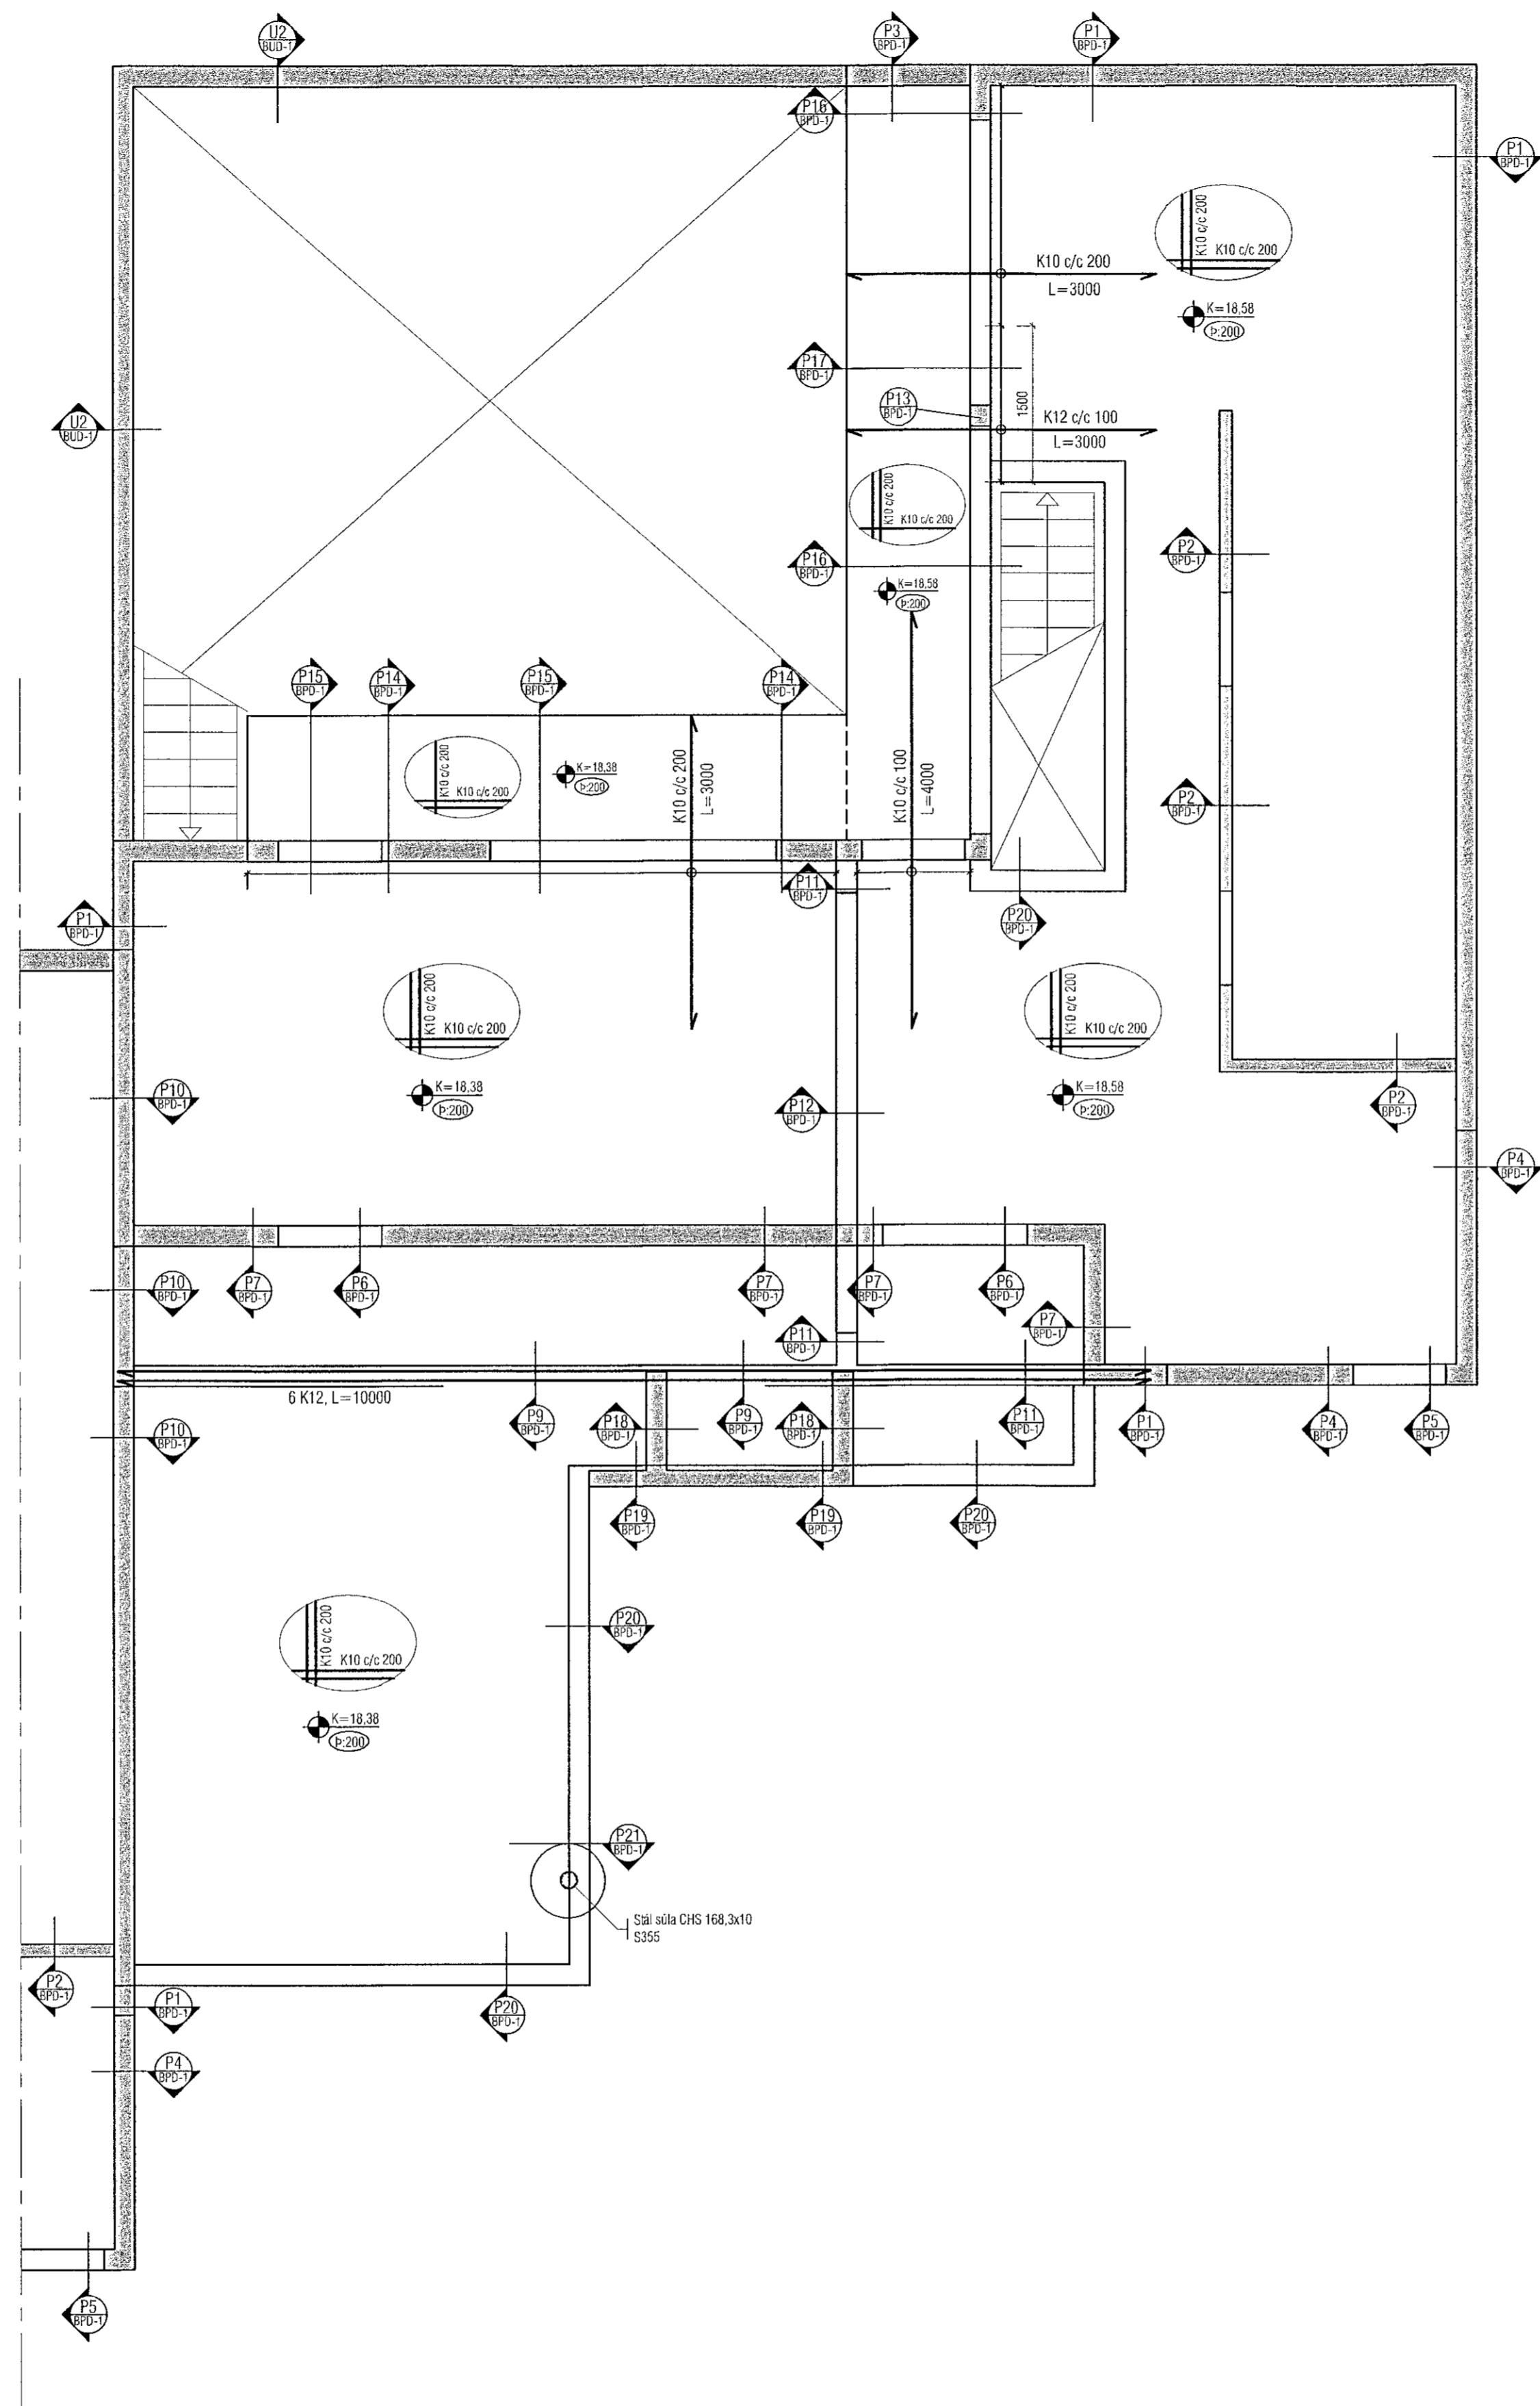 U2
BUD-1
P3
BPD-1
P1
BPD-1
P16
BPD-1
P1
BPD-1
K10 c/c 200
K10 c/c 200
K10 c/c 200
L=3000
K=18,58
Þ:200
P17
BPD-1
1500
P13
BPD-1
U2
BUD-1
K12 c/c 100
L=3000
K10 c/c 200
K10 c/c 200
P2
BPD-1
P16
BPD-1
K=18,58
Þ:200
P15
BPD-1
P14
BPD-1
P15
BPD-1
P14
BPD-1
K10 c/c 200
K10 c/c 200
K=18,38
Þ:200
K10 c/c 200
L=3000
K10 c/c 100
L=4000
P2
BPD-1
P11
BPD-1
P1
BPD-1
P20
BPD-1
K10 c/c 200
K10 c/c 200
K10 c/c 200
K10 c/c 200
K=18,38
Þ:200
K=18,58
Þ:200
P10
BPD-1
P12
BPD-1
P2
BPD-1
P4
BPD-1
P10
BPD-1
P7
BPD-1
P6
BPD-1
P7
BPD-1
P7
BPD-1
P6
BPD-1
P7
BPD-1
P11
BPD-1
6 K12, L=10000
P10
BPD-1
P9
BPD-1
P18
BPD-1
P9
BPD-1
P18
BPD-1
P11
BPD-1
P1
BPD-1
P4
BPD-1
P5
BPD-1
P19
BPD-1
P19
BPD-1
P20
BPD-1
P20
BPD-1
K10 c/c 200
K10 c/c 200
K=18,38
Þ:200
P21
BPD-1
Stál súla CHS 168,3x10
S355
P2
BPD-1
P1
BPD-1
P20
BPD-1
P4
BPD-1
P5
BPD-1